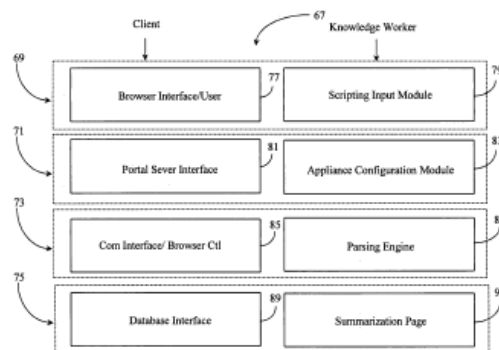 Client
67
Knowledge Worker
69
Browser Interface/User
77
Scripting Input Module
79
71
Portal Sever Interface
81
Appliance Configuration Module
73
Com Interface/ Browser Ctl
85
Parsing Engine
75
Database Interface
89
Summarization Page